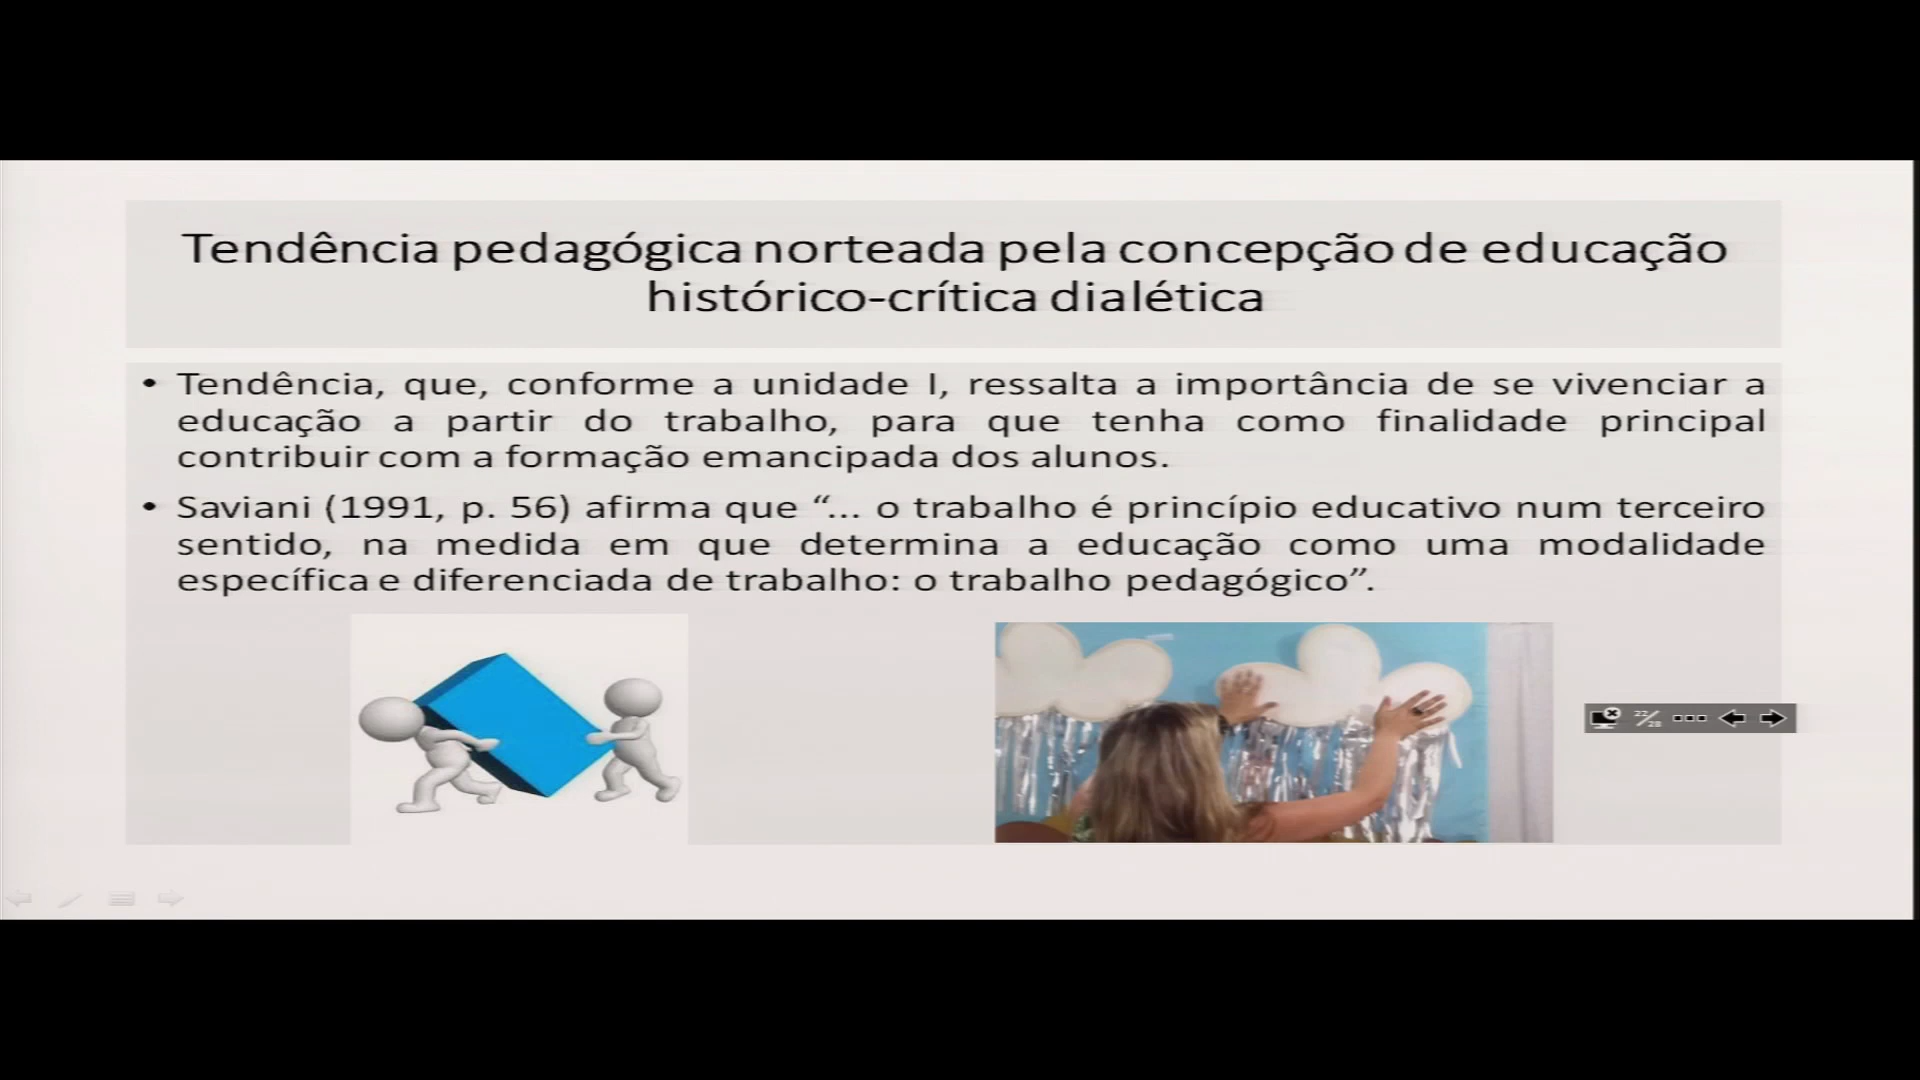 Tendência pedagógica norteada pela concepção de educação
histórico-crítica dialética
• Tendência, que, conforme a unidade I, ressalta a importância de se vivenciar a
educação a partir do trabalho, para que tenha como finalidade principal
contribuir com a formação emancipada dos alunos.
• Saviani (1991, p. 56) afirma que “... o trabalho é princípio educativo num terceiro
sentido, na medida em que determina a educação como uma modalidade
específica e diferenciada de trabalho: o trabalho pedagógico”.
22/28